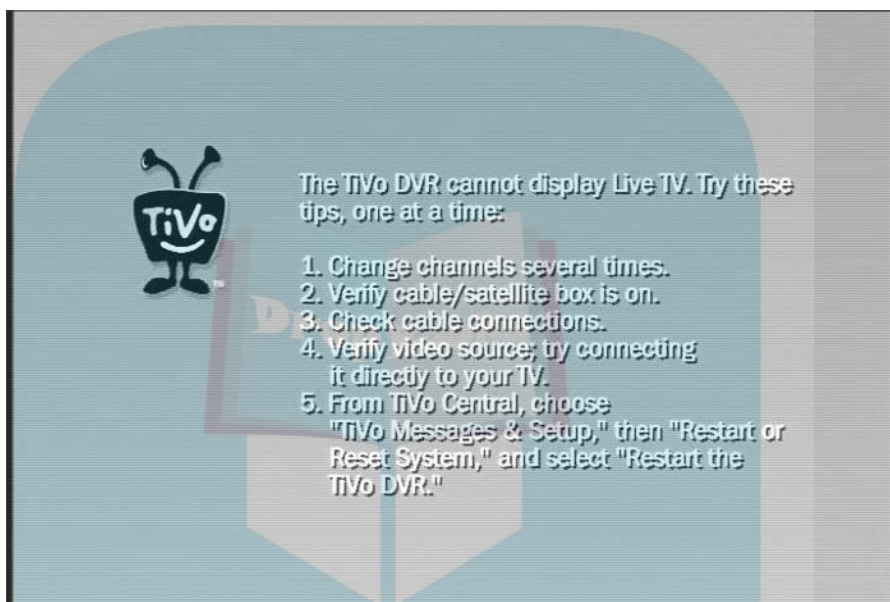 TiVo
The TiVo DVR cannot display Live TV. Try these
tips, one at a time:
1. Change channels several times.
2. Verify cable/satellite box is on.
3. Check cable connections.
4. Verify video source; try connecting
it directly to your TV.
5. From TiVo Central, choose
"TiVo Messages & Setup," then "Restart or
Reset System," and select "Restart the
TiVo DVR."